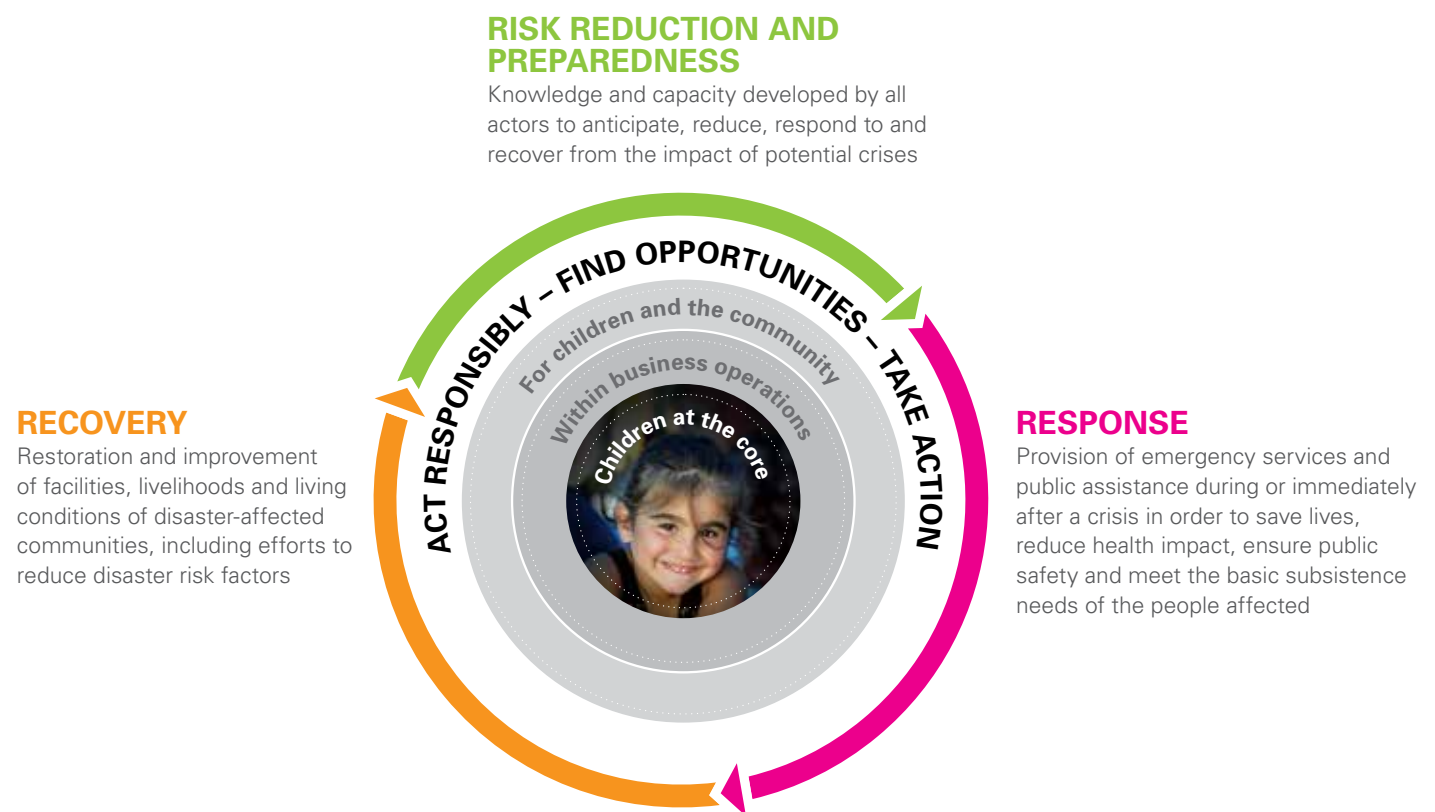 RISK REDUCTION AND
PREPAREDNESS
Knowledge and capacity developed by all
actors to anticipate, reduce, respond to and
recover from the impact of potential crises
ACT RESPONSIBLY – FIND OPPORTUNITIES – TAKE ACTION
For children and the community
Within business operations
Children at the core
RECOVERY
Restoration and improvement
of facilities, livelihoods and living
conditions of disaster-affected
communities, including efforts to
reduce disaster risk factors
RESPONSE
Provision of emergency services and
public assistance during or immediately
after a crisis in order to save lives,
reduce health impact, ensure public
safety and meet the basic subsistence
needs of the people affected